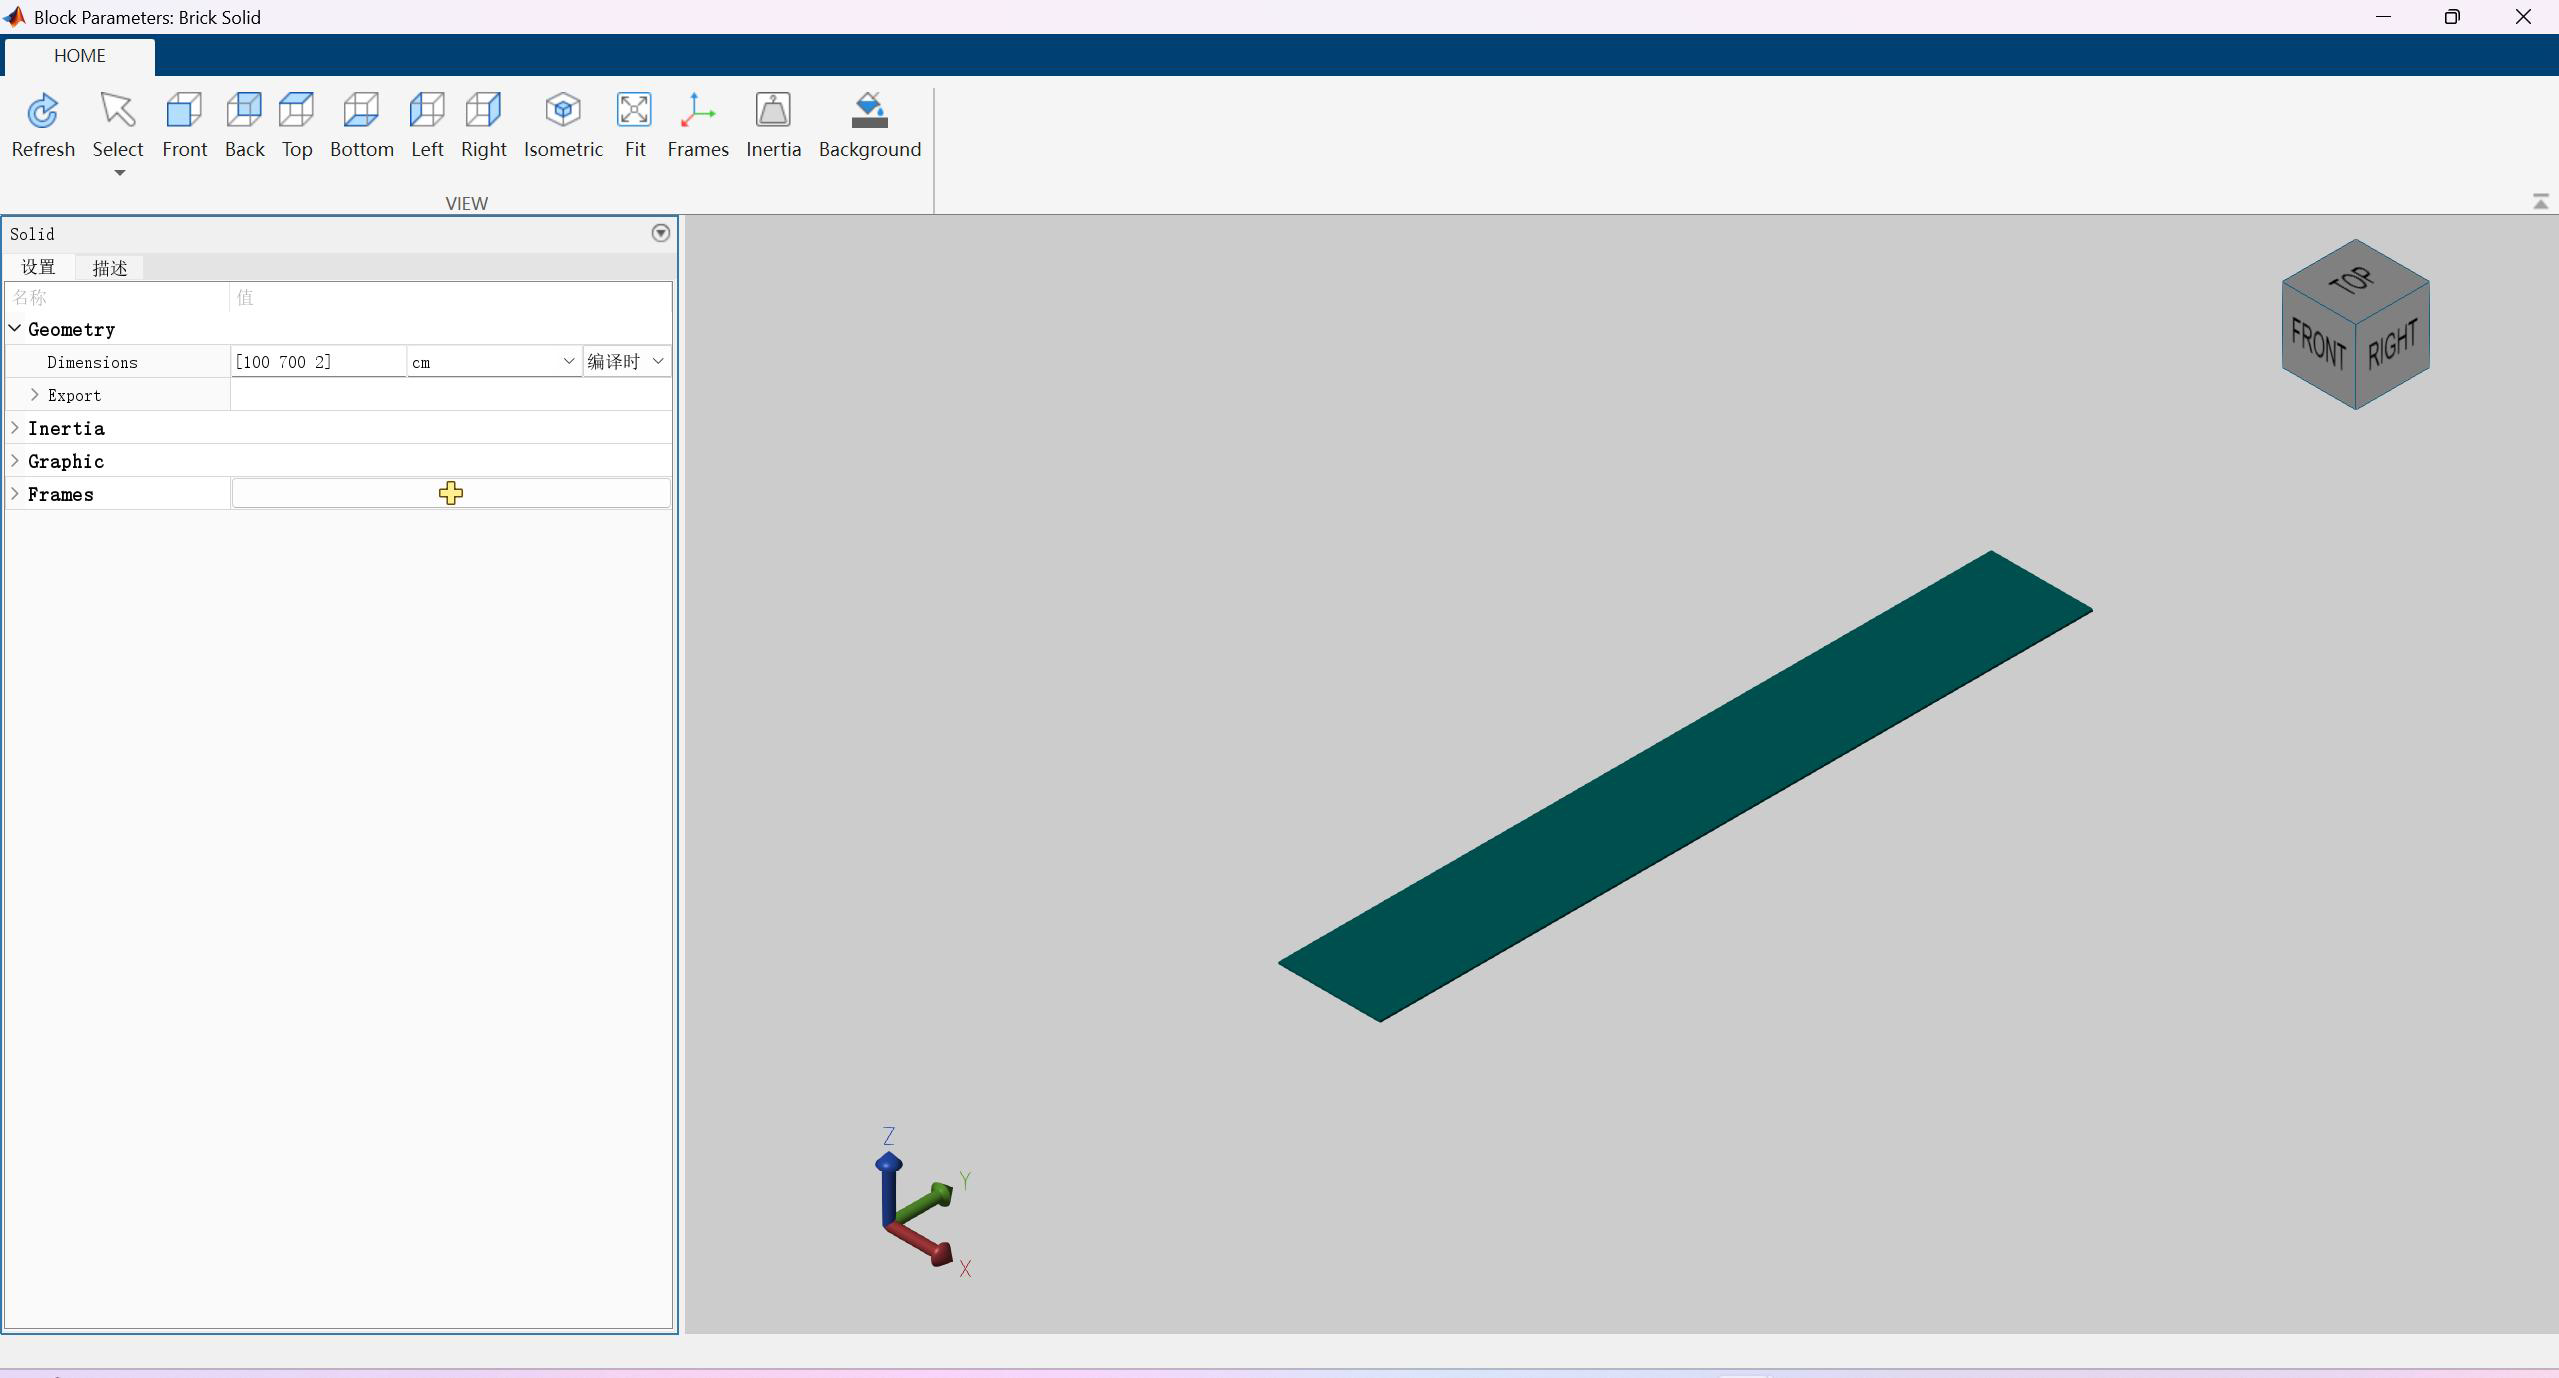 Block Parameters: Brick Solid
HOME
Refresh Select Front Back Top Bottom Left Right Isometric Fit Frames Inertia Background
VIEW
Solid
设置 描述
名称 值
Geometry
Dimensions [100 700 2] cm 编译时
Export
Inertia
Graphic
Frames
TOP
FRONT RIGHT
Z
Y
X